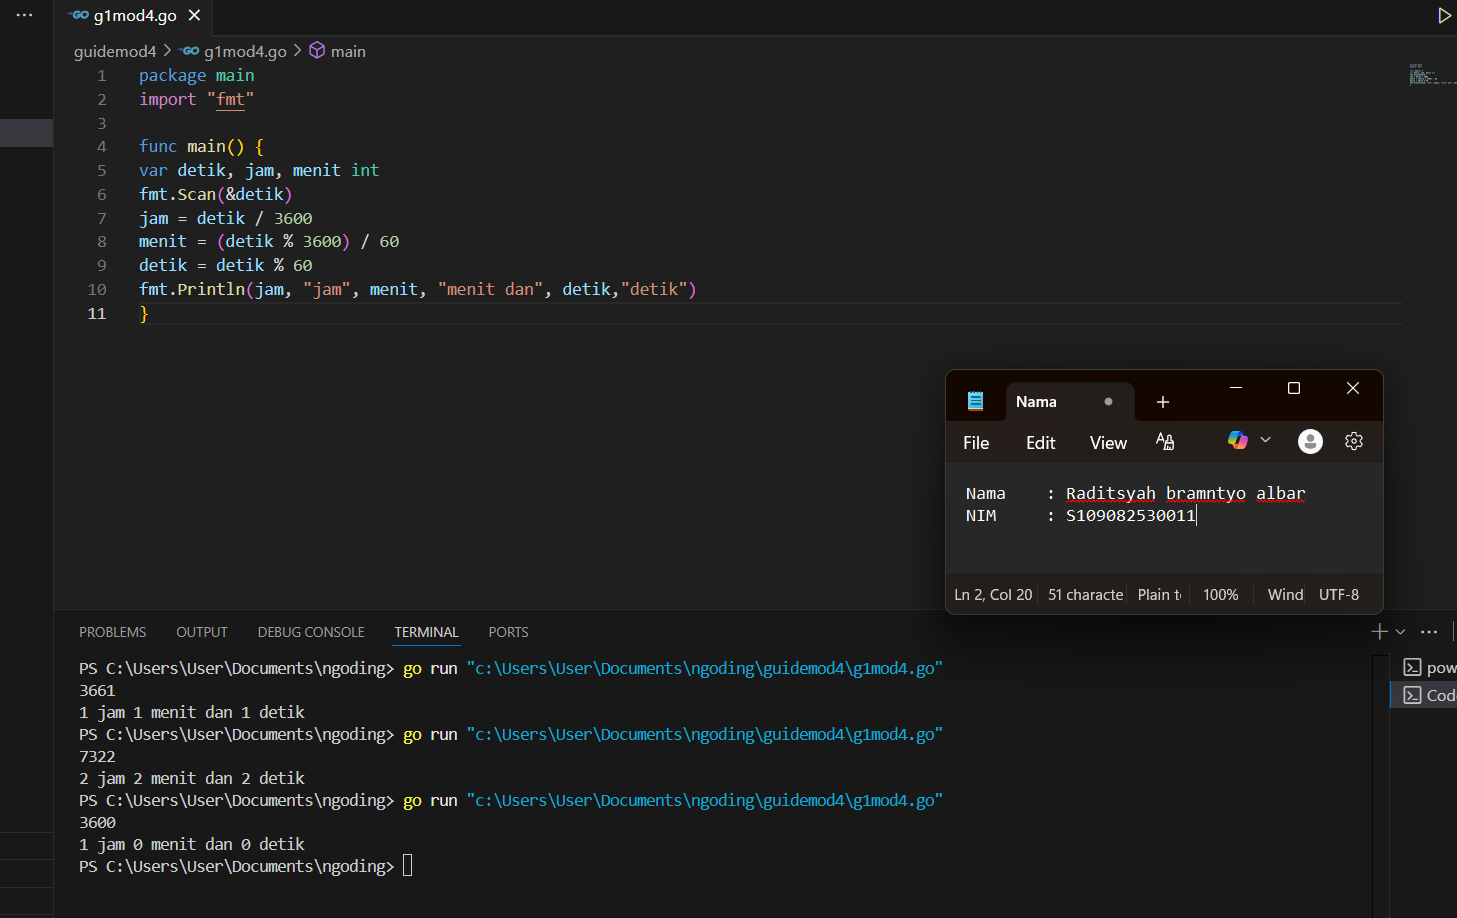 g1mod4.go
guidemod4 > g1mod4.go > main
1 package main
2 import "fmt"
3
4 func main() {
5 var detik, jam, menit int
6 fmt.Scan(&detik)
7 jam = detik / 3600
8 menit = (detik % 3600) / 60
9 detik = detik % 60
10 fmt.Println(jam, "jam", menit, "menit dan", detik,"detik")
11 }
Nama
File Edit View
Nama : Raditsyah bramntyo albar
NIM : S109082530011
Ln 2, Col 20 51 characte Plain t 100% Wind UTF-8
PROBLEMS OUTPUT DEBUG CONSOLE TERMINAL PORTS
PS C:\Users\User\Documents\ngoding> go run "c:\Users\User\Documents\ngoding\guidemod4\g1mod4.go"
3661
1 jam 1 menit dan 1 detik
PS C:\Users\User\Documents\ngoding> go run "c:\Users\User\Documents\ngoding\guidemod4\g1mod4.go"
7322
2 jam 2 menit dan 2 detik
PS C:\Users\User\Documents\ngoding> go run "c:\Users\User\Documents\ngoding\guidemod4\g1mod4.go"
3600
1 jam 0 menit dan 0 detik
PS C:\Users\User\Documents\ngoding>
pow
Code